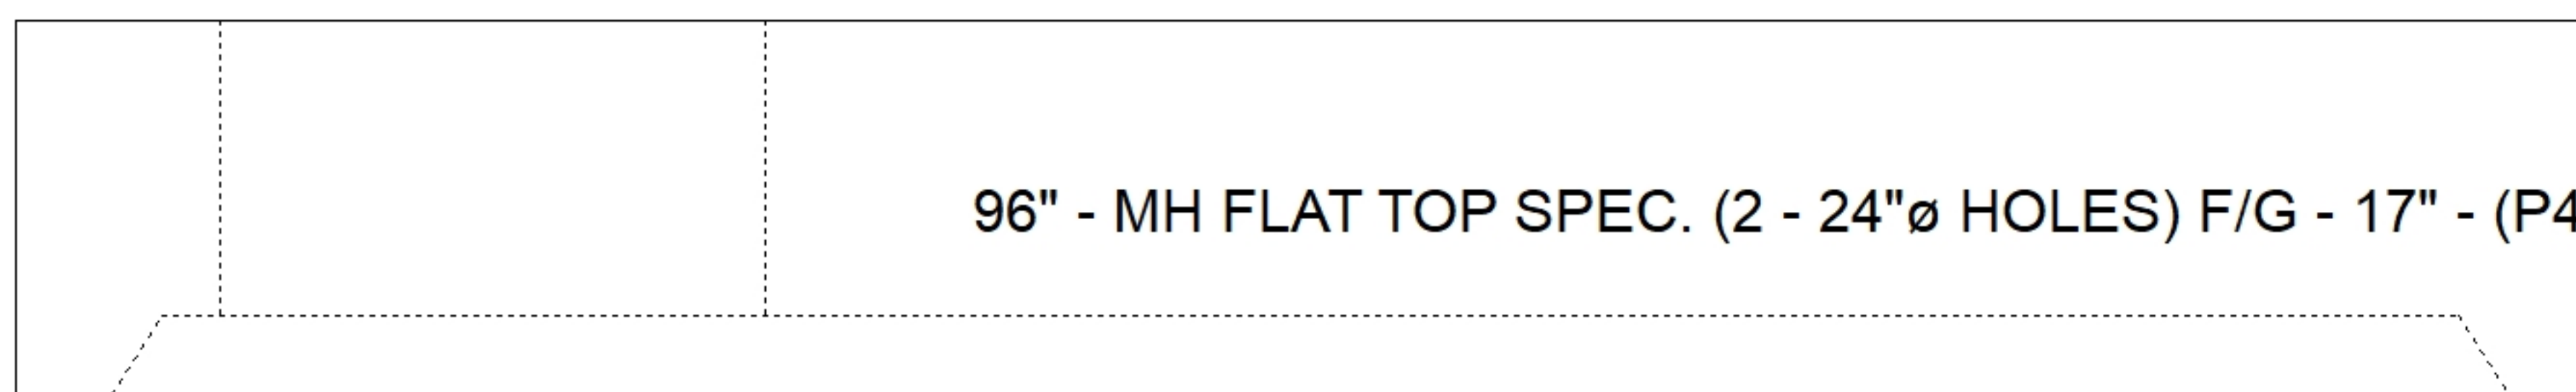 96" - MH FLAT TOP SPEC. (2 - 24"ø HOLES) F/G - 17" - (P4